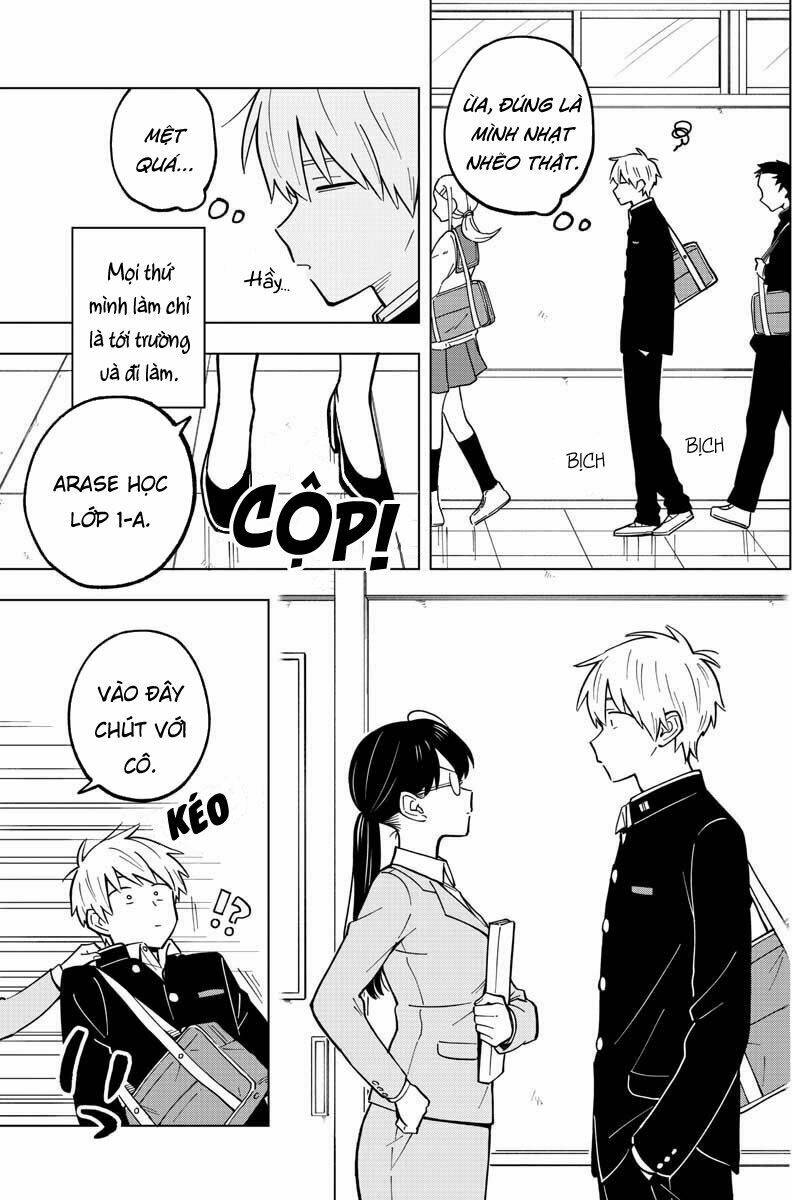 ỪA, ĐÚNG LÀ
MÌNH NHẠT
NHẼO THẬT.
BỊCH
BỊCH
MỆT
QUÁ...
Hầy...
Mọi thứ
mình làm chỉ
là tới trường
và đi làm.
ARASE HỌC
LỚP 1-A.
CỘP!
VÀO ĐÂY
CHÚT VỚI
CÔ.
KÉO
!?